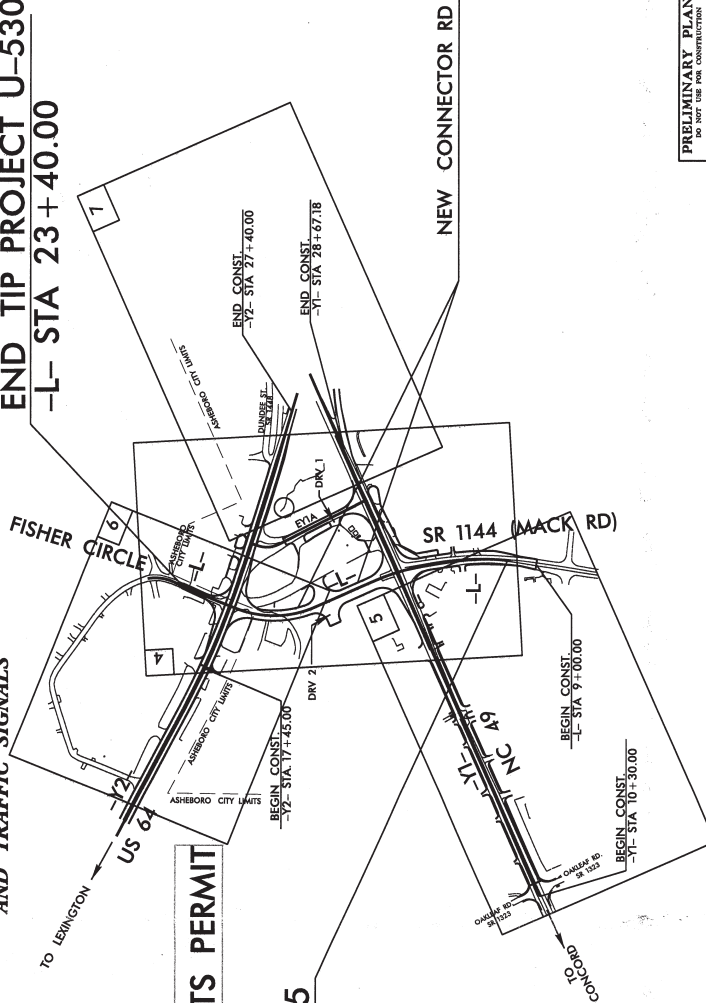 END TIP PROJECT U–530
–L– STA 23+40.00
NEW CONNECTOR RD
PRELIMINARY PLAN
DO NOT USE FOR CONSTRUCTION
7
END CONST.
–Y2– STA 27+40.00
END CONST.
–Y1– STA 28+67.18
ASHEBORO CITY LIMITS
DUNDEE ST.
SR 1448
6
FISHER CIRCLE
ASHEBORO
CITY LIMITS
–L–
EY1A
DRV_1
SR 1144 (MACK RD)
–L–
–L–
4
5
DRV 2
ASHEBORO CITY LIMITS
ASHEBORO CITY LIMITS
BEGIN CONST.
–Y2– STA. 17+45.00
–Y2–
US 64
TO LEXINGTON
AND TRAFFIC SIGNALS
TS PERMIT
5
–Y1–
NC 49
BEGIN CONST.
–L– STA 9+00.00
BEGIN CONST.
–Y1– STA 10+30.00
OAKLEAF RD.
SR 1323
OAKLEAF RD
SR 1323
TO
CONCORD